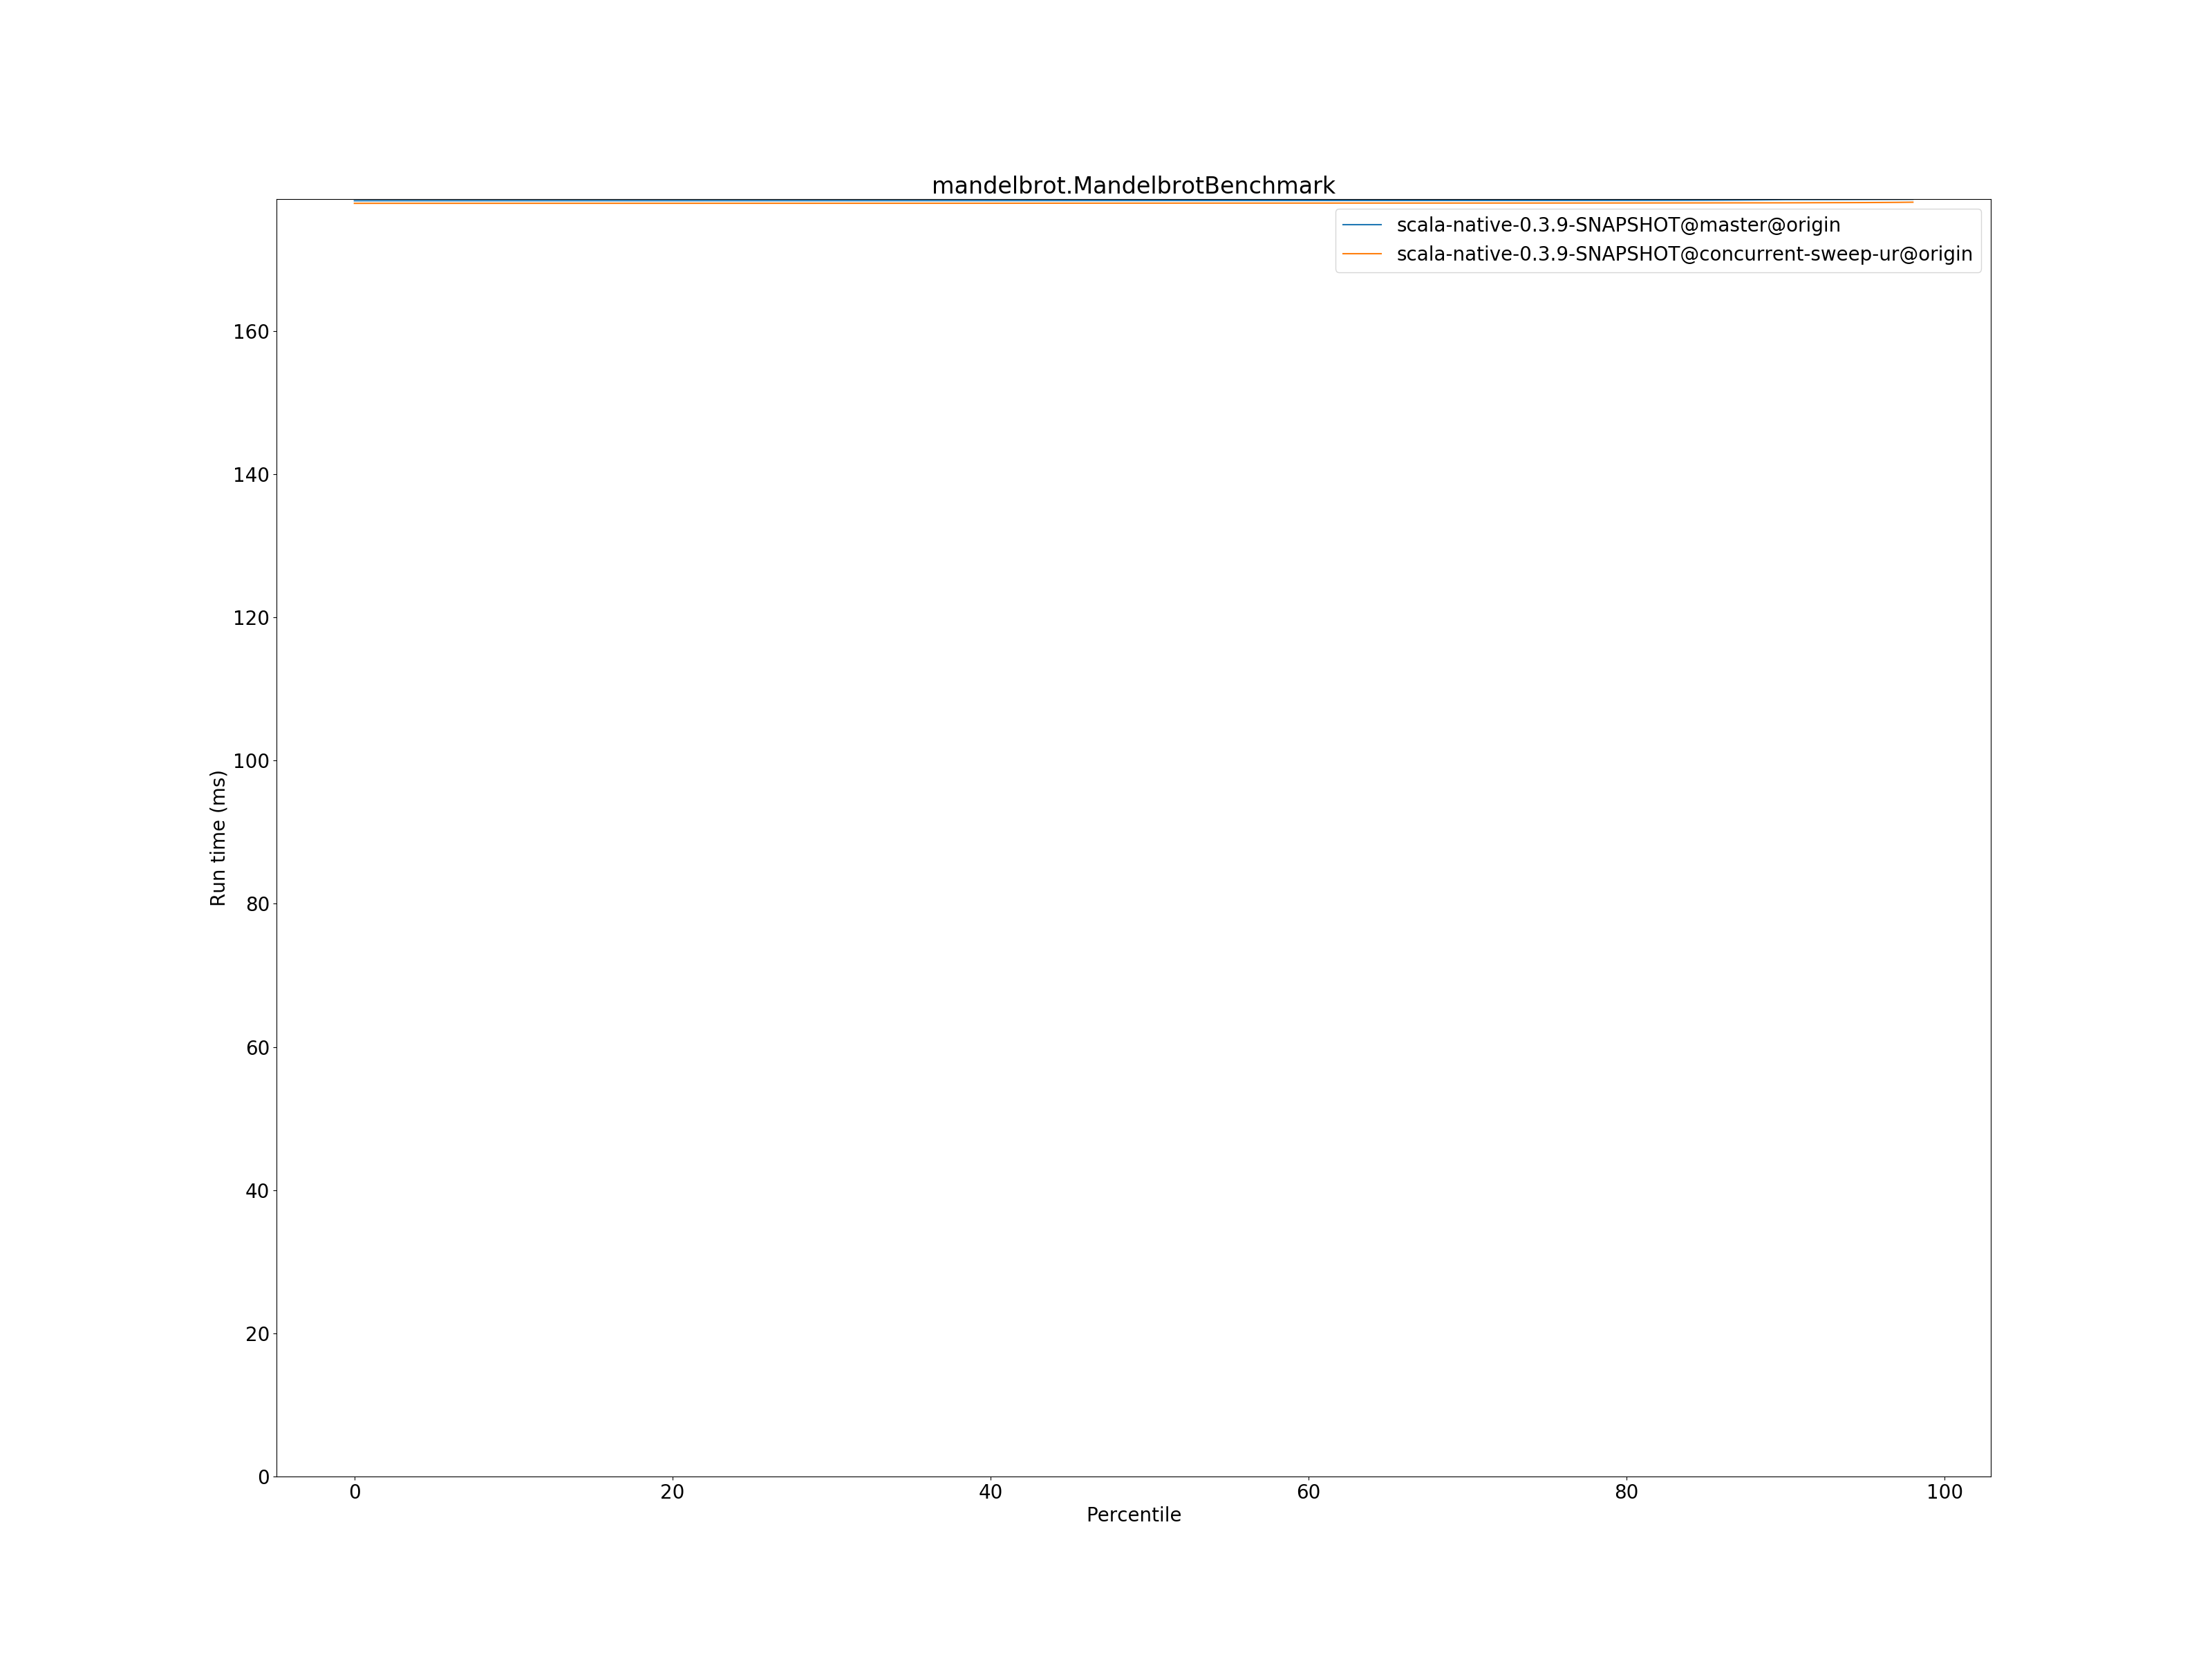 mandelbrot.MandelbrotBenchmark
scala-native-0.3.9-SNAPSHOT@master@origin
scala-native-0.3.9-SNAPSHOT@concurrent-sweep-ur@origin
160
140
120
100
80
60
40
20
0
Run time (ms)
0 20 40 60 80 100
Percentile